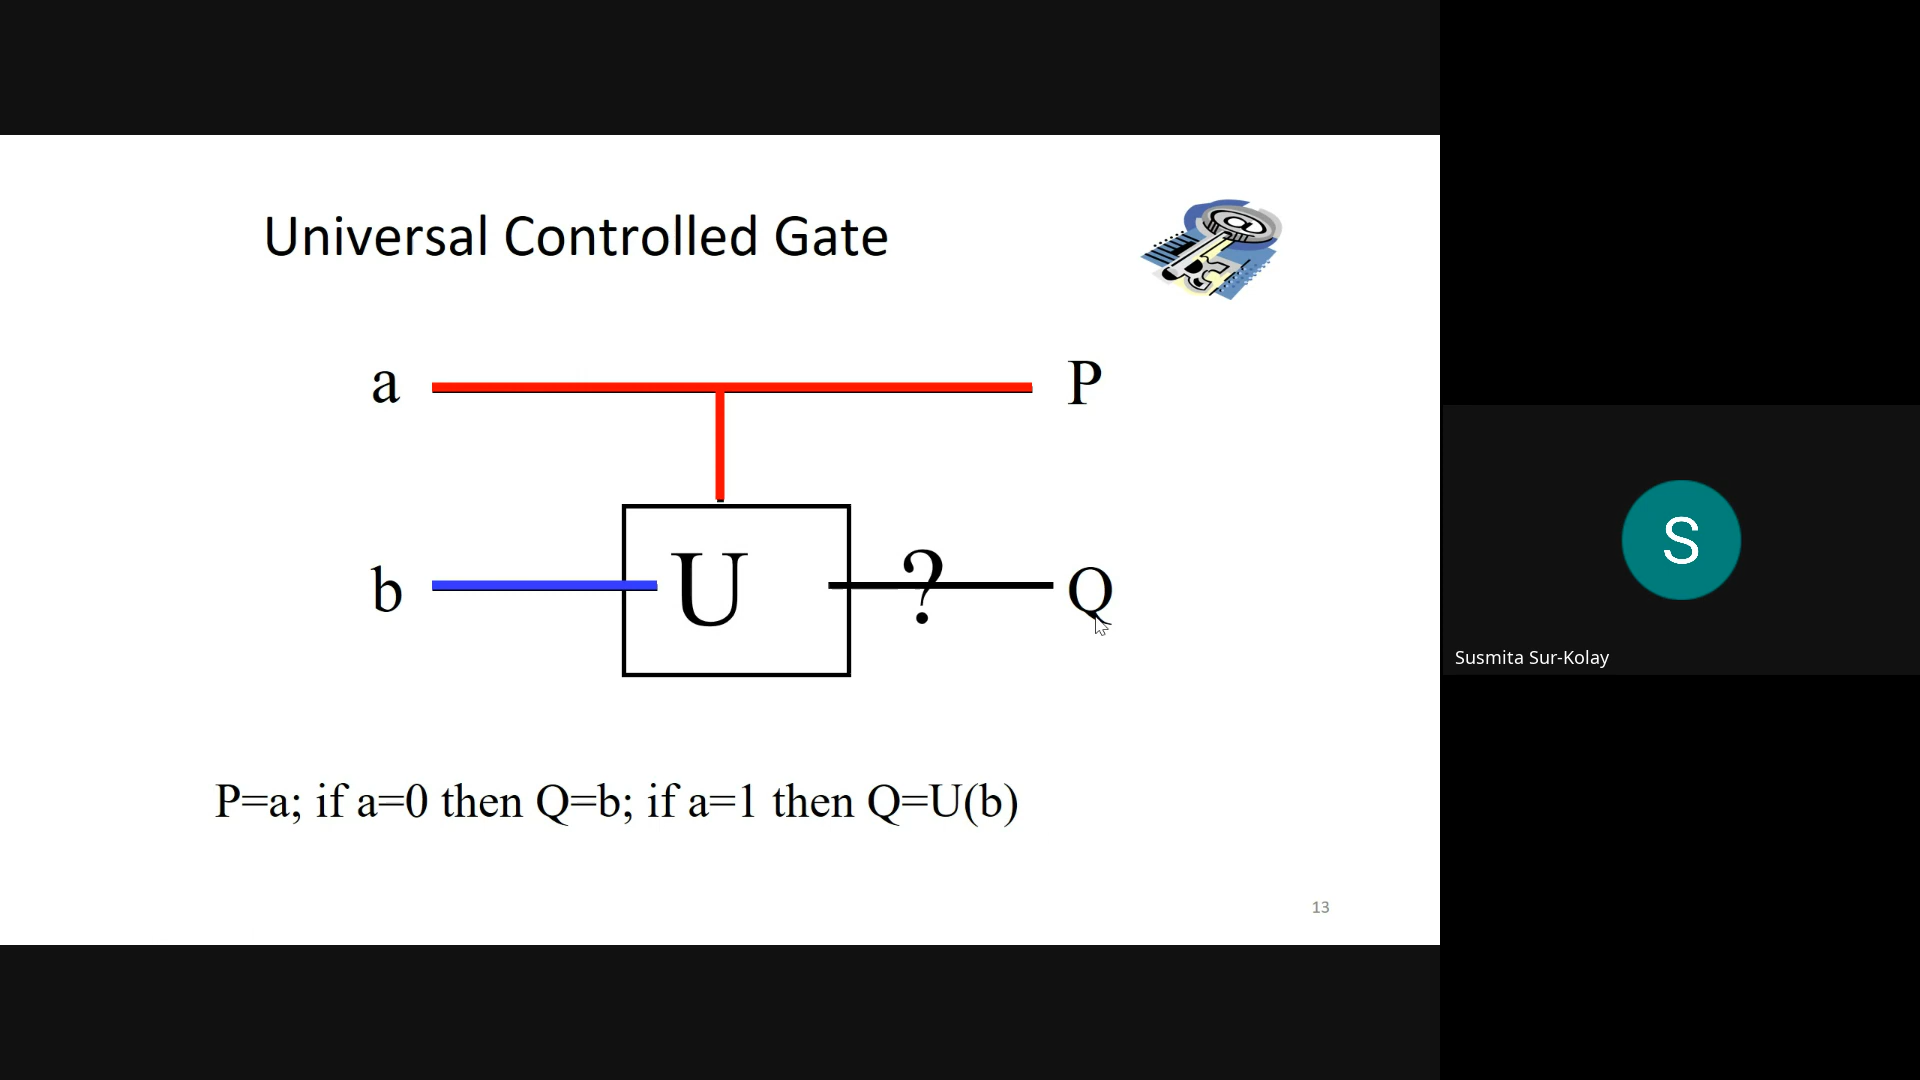 Universal Controlled Gate
@
a
P
b
U
?
Q
P=a; if a=0 then Q=b; if a=1 then Q=U(b)
13
S
Susmita Sur-Kolay